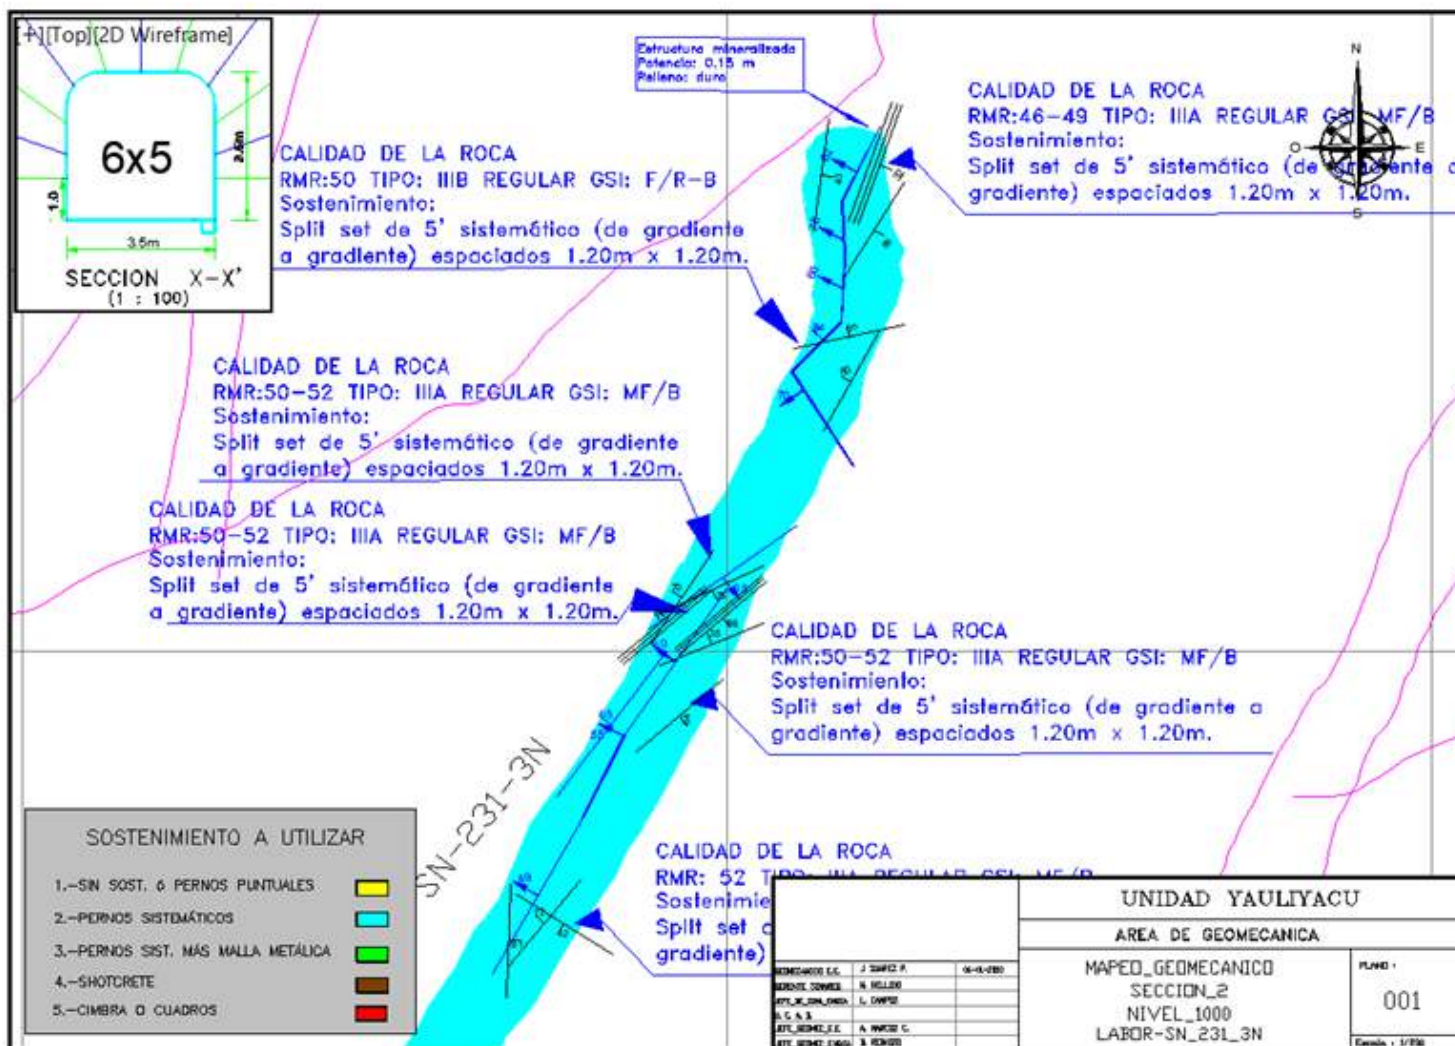 [+][Top][2D Wireframe]
6x5
1.0
3.5m
SECCION X-X'
(1 : 100)
Estructura mineralizada
Potencia: 0.15 m
Relleno: duro
CALIDAD DE LA ROCA
RMR:46-49 TIPO: IIIA REGULAR GSI: MF/B
Sostenimiento:
Split set de 5' sistemático (de gradiente a
gradiente) espaciados 1.20m x 1.20m.
N
O
E
S
CALIDAD DE LA ROCA
RMR:50 TIPO: IIIB REGULAR GSI: F/R-B
Sostenimiento:
Split set de 5' sistemático (de gradiente
a gradiente) espaciados 1.20m x 1.20m.
CALIDAD DE LA ROCA
RMR:50-52 TIPO: IIIA REGULAR GSI: MF/B
Sostenimiento:
Split set de 5' sistemático (de gradiente
a gradiente) espaciados 1.20m x 1.20m.
CALIDAD DE LA ROCA
RMR:50-52 TIPO: IIIA REGULAR GSI: MF/B
Sostenimiento:
Split set de 5' sistemático (de gradiente
a gradiente) espaciados 1.20m x 1.20m.
CALIDAD DE LA ROCA
RMR:50-52 TIPO: IIIA REGULAR GSI: MF/B
Sostenimiento:
Split set de 5' sistemático (de gradiente a
gradiente) espaciados 1.20m x 1.20m.
SN-231-3N
CALIDAD DE LA ROCA
RMR: 52
Sostenimie
Split set d
gradiente)
SOSTENIMIENTO A UTILIZAR
1.-SIN SOST. ó PERNOS PUNTUALES
2.-PERNOS SISTEMÁTICOS
3.-PERNOS SIST. MÁS MALLA METÁLICA
4.-SHOTCRETE
5.-CIMBRA O CUADROS
UNIDAD YAULIYACU
AREA DE GEOMECANICA
MAPEO_GEOMECANICO
SECCION_2
NIVEL_1000
LABOR-SN_231_3N
PLANO :
001